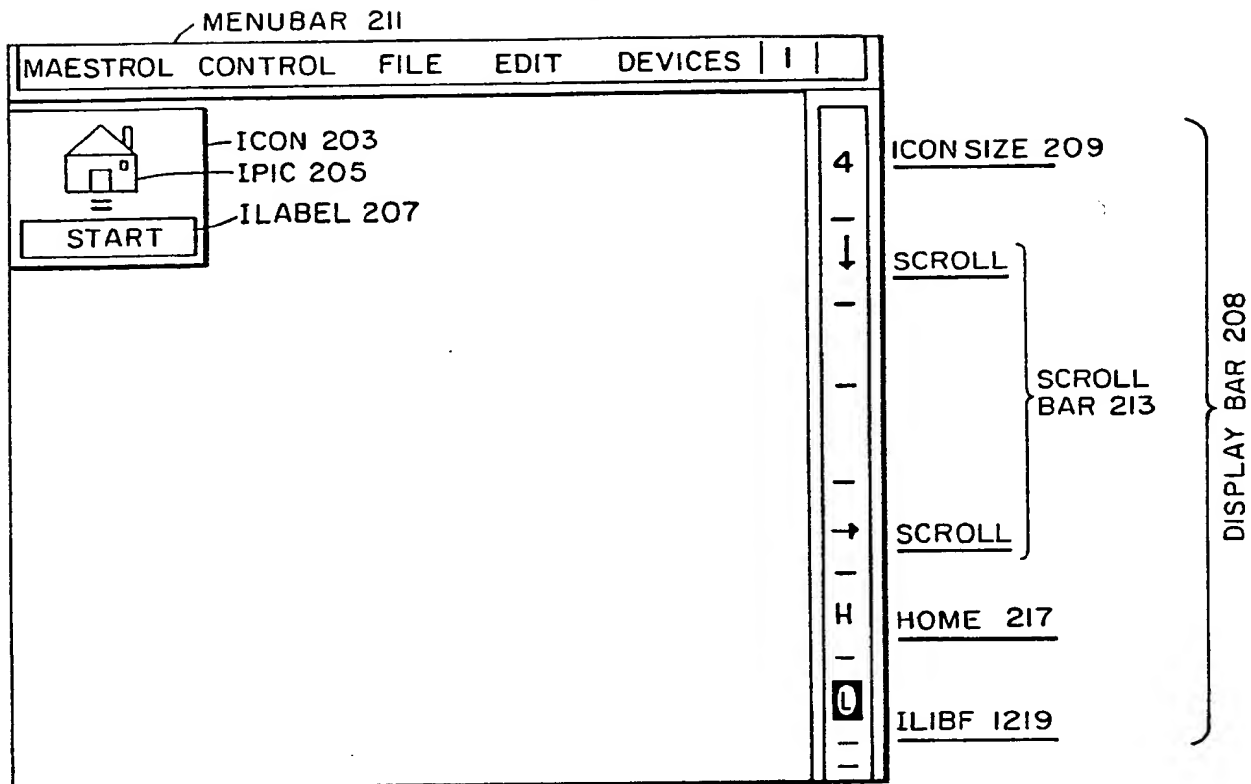 MENUBAR 211
MAESTROL CONTROL FILE EDIT DEVICES | I |
ICON 203
IPIC 205
ILABEL 207
START
4
ICON SIZE 209
SCROLL
SCROLL BAR 213
SCROLL
H
HOME 217
L
ILIBF 1219
DISPLAY BAR 208